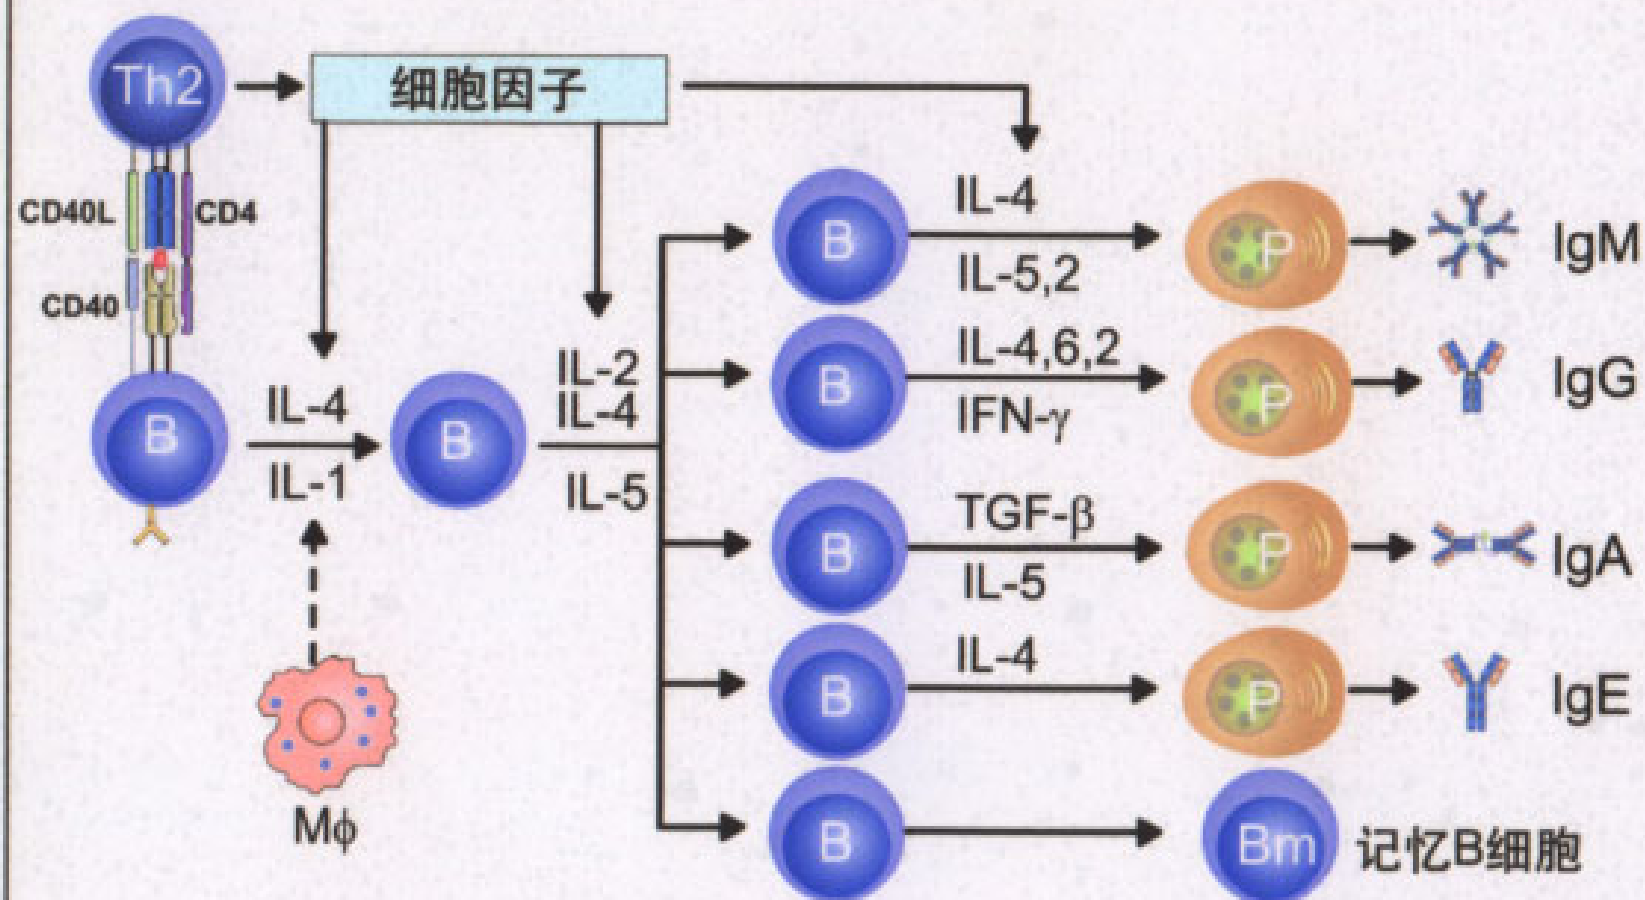 Th2
细胞因子
CD40L
CD4
CD40
B
IL-4
IL-1
Mφ
B
IL-2
IL-4
IL-5
B
IL-4
IL-5,2
P
IgM
B
IL-4,6,2
IFN-γ
P
IgG
B
TGF-β
IL-5
P
IgA
B
IL-4
P
IgE
B
Bm
记忆B细胞